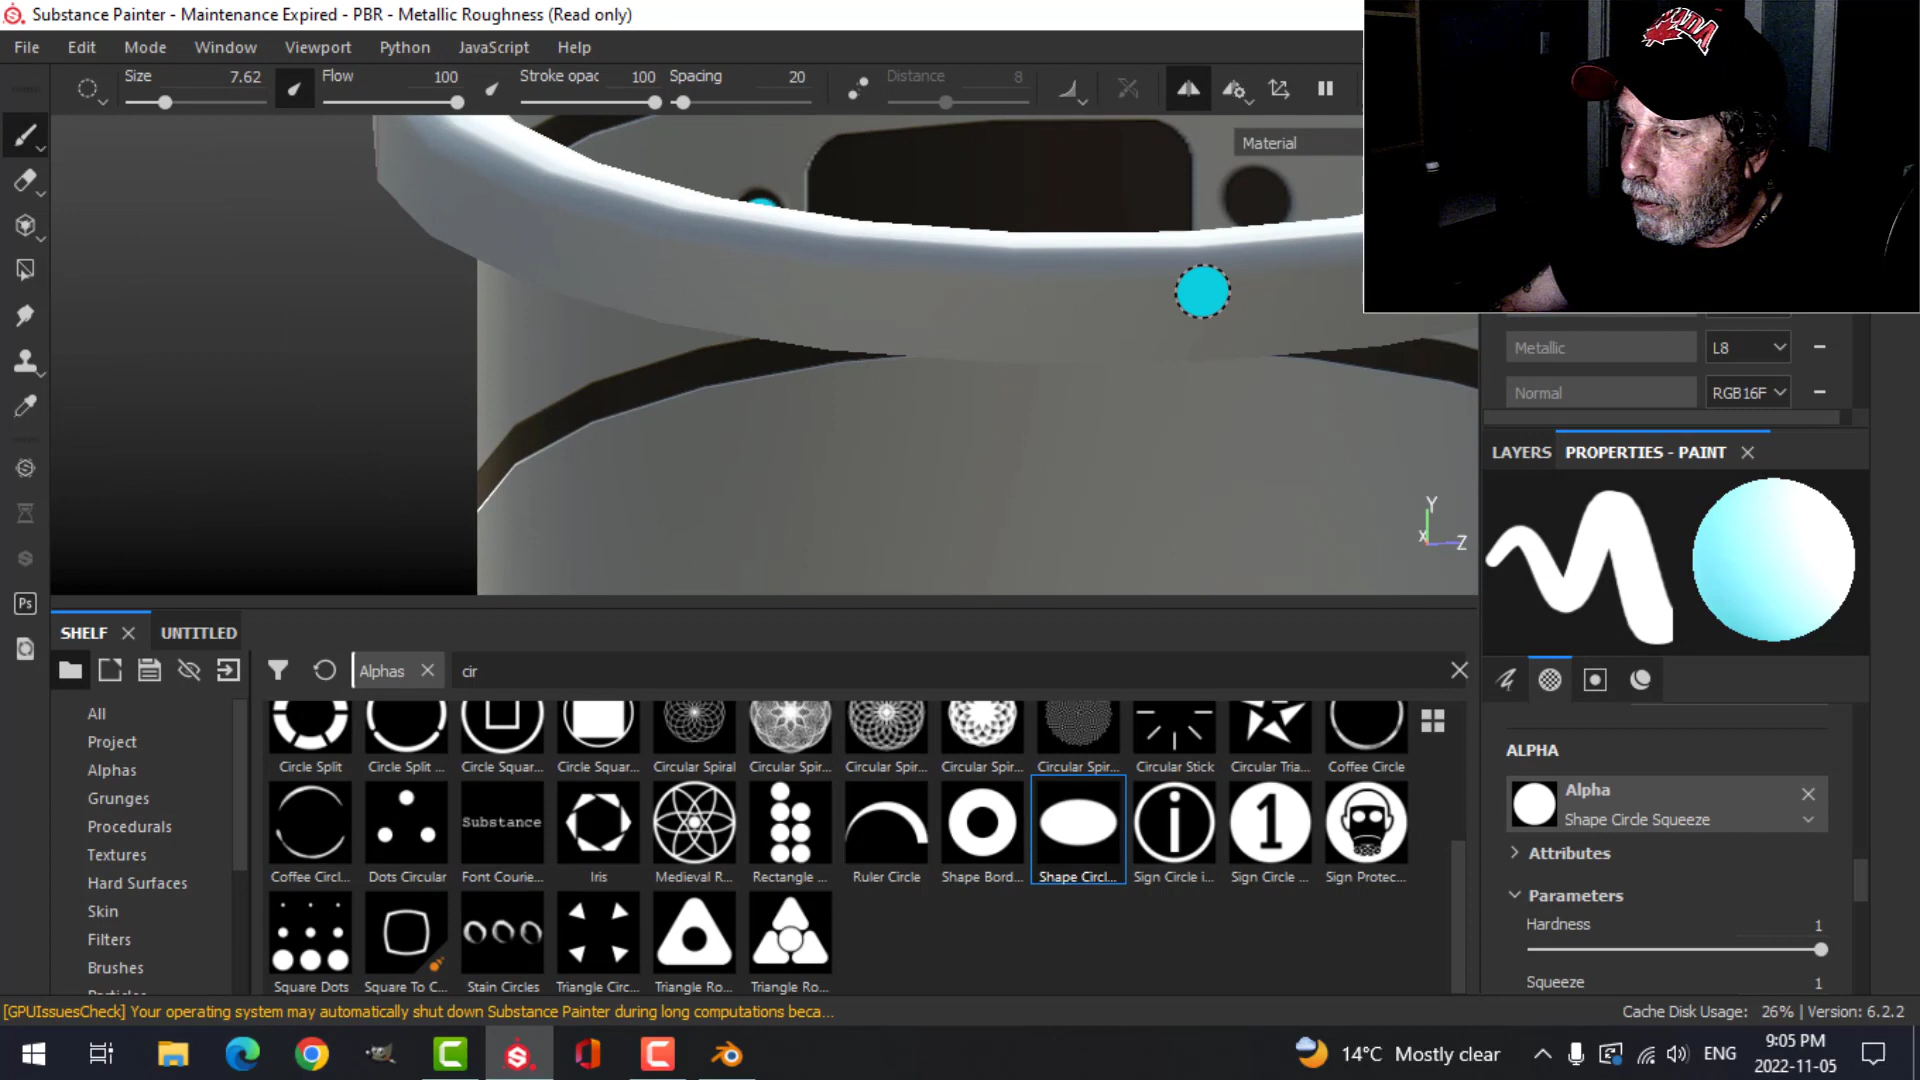 Substance Painter - Maintenance Expired - PBR - Metallic Roughness (Read only)
File Edit Mode Window Viewport Python JavaScript Help
Size 7.62 Flow 100 Stroke opac 100 Spacing 20 Distance 8
Material
Metallic L8
Normal RGB16F
LAYERS PROPERTIES - PAINT
Y
X Z
SHELF UNTITLED
Alphas cir
All
Project
Alphas
Grunges
Procedurals
Textures
Hard Surfaces
Skin
Filters
Brushes
Circle Split Circle Split ... Circle Squar... Circle Squar... Circular Spiral Circular Spir... Circular Spir... Circular Spir... Circular Spir... Circular Stick Circular Tria... Coffee Circle
Substance
i
1
Coffee Circl... Dots Circular Font Courie... Iris Medieval R... Rectangle ... Ruler Circle Shape Bord... Shape Circl... Sign Circle i... Sign Circle ... Sign Protec...
Square Dots Square To C... Stain Circles Triangle Circ... Triangle Ro... Triangle Ro...
ALPHA
Alpha
Shape Circle Squeeze
Attributes
Parameters
Hardness 1
Squeeze 1
Ps
[GPUIssuesCheck] Your operating system may automatically shut down Substance Painter during long computations beca...
Cache Disk Usage: 26% | Version: 6.2.2
14°C Mostly clear
ENG
9:05 PM
2022-11-05